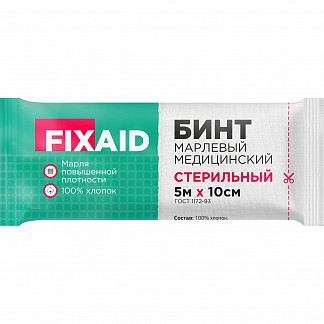 FIXAID
Марля
повышенной
плотности
100% хлопок
БИНТ
МАРЛЕВЫЙ
МЕДИЦИНСКИЙ
СТЕРИЛЬНЫЙ
5м х 10см
ГОСТ 1172-93
Состав: 100% хлопок.